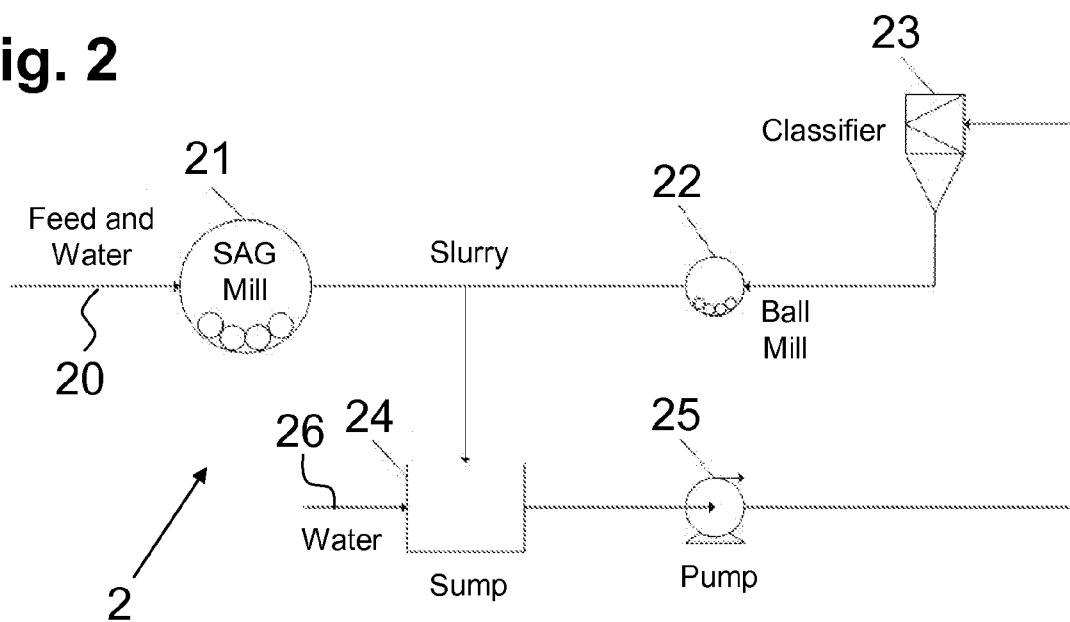 ig. 2
23
Classifier
21
22
Feed and
Water
SAG
Mill
Slurry
Ball
Mill
20
26
24
25
Water
Sump
Pump
2